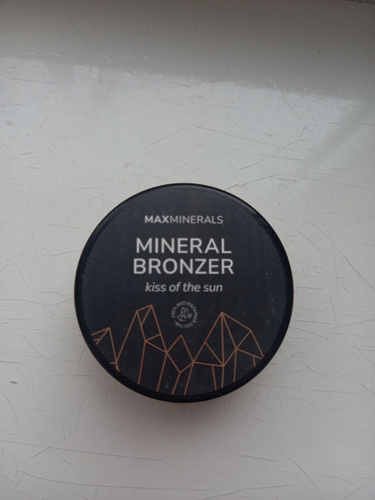 MAXMINERALS
MINERAL
BRONZER
kiss of the sun